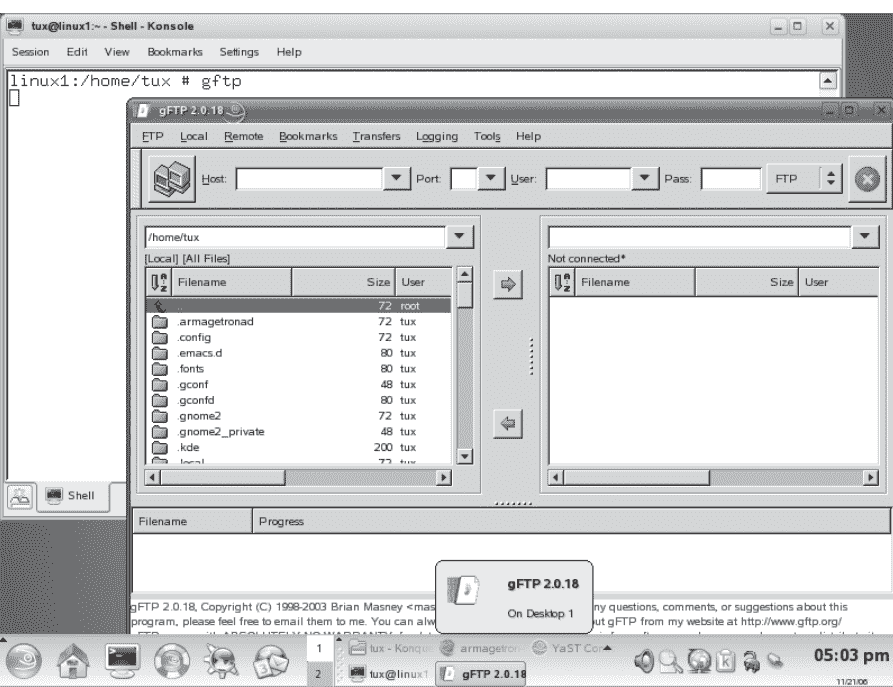 tux@linux1:~ - Shell - Konsole
Session Edit View Bookmarks Settings Help
linux1:/home/tux # gftp
gFTP 2.0.18
FTP Local Remote Bookmarks Transfers Logging Tools Help
Host: Port: User: Pass: FTP
/home/tux
[Local] [All Files]
Filename Size User
.. 72 root
.armagetronad 72 tux
.config 72 tux
.emacs.d 80 tux
.fonts 80 tux
.gconf 48 tux
.gconfd 80 tux
.gnome2 72 tux
.gnome2_private 48 tux
.kde 200 tux
.local 72 tux
Not connected*
Filename Size User
Shell
Filename Progress
gFTP 2.0.18
On Desktop 1
gFTP 2.0.18, Copyright (C) 1998-2003 Brian Masney <mas ny questions, comments, or suggestions about this
program, please feel free to email them to me. You can alw out gFTP from my website at http://www.gftp.org/
1 tux - Konqu armagetron YaST Con
2 tux@linux1 gFTP 2.0.18
05:03 pm
11/21/06